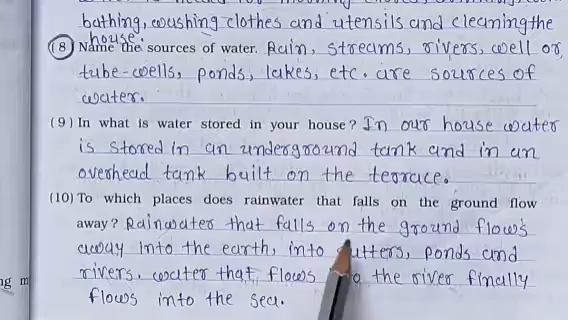 bathing, washing clothes and utensils and cleaning the
house.
(8) Name the sources of water. Rain, streams, rivers, well or
tube-wells, ponds, lakes, etc. are sources of
water.
(9) In what is water stored in your house? In our house water
is stored in an underground tank and in an
overhead tank built on the terrace.
(10) To which places does rainwater that falls on the ground flow
away? Rainwater that falls on the ground flows
away into the earth, into gutters, ponds and
rivers. water that flows the river finally
flows into the sea.